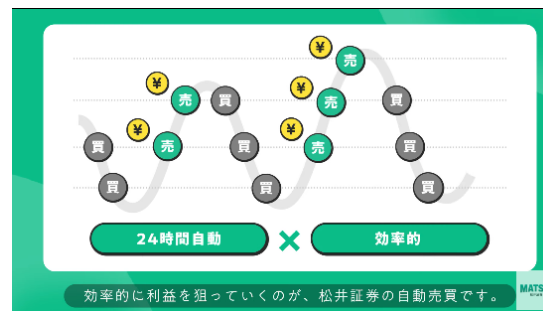 ¥ 売
¥ 売 買 ¥ 売 買
¥ 売 ¥ 売
買 買 買
買 買 買
24時間自動 × 効率的
効率的に利益を狙っていくのが、松井証券の自動売買です。
MATS